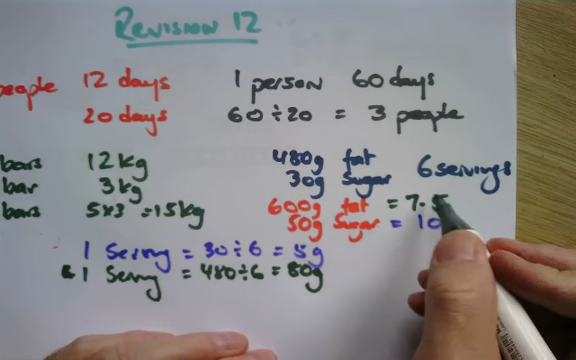 REVISION 12
people 12 days 1 person 60 days
20 days 60÷20 = 3 people
bars 12kg 480g fat 6 servings
bar 3kg 30g sugar
bars 5x3 = 15kg 600g fat = 7.5
50g sugar = 10
1 Serving = 30÷6 = 5g
1 Serving = 480÷6 = 80g